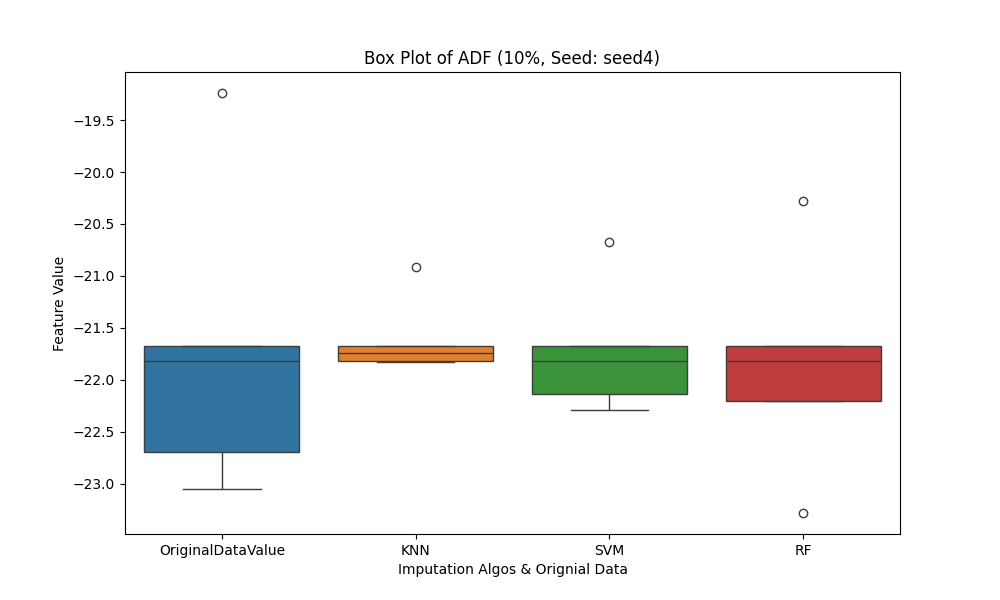 Box Plot of ADF (10%, Seed: seed4)
Feature Value
−19.5
−20.0
−20.5
−21.0
−21.5
−22.0
−22.5
−23.0
OriginalDataValue KNN SVM RF
Imputation Algos & Orignial Data